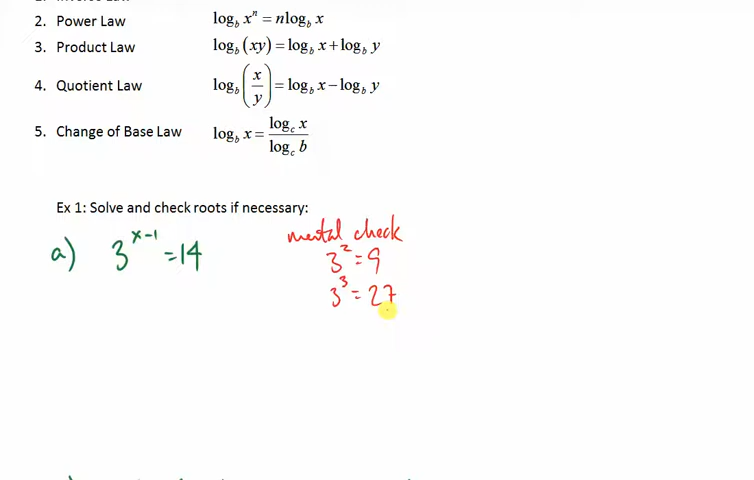 2. Power Law log_b x^n = n log_b x
3. Product Law log_b (xy) = log_b x + log_b y
4. Quotient Law log_b (x/y) = log_b x − log_b y
5. Change of Base Law log_b x = log_c x / log_c b
Ex 1: Solve and check roots if necessary:
mental check
a) 3^(x-1) = 14
3^2 = 9
3^3 = 27